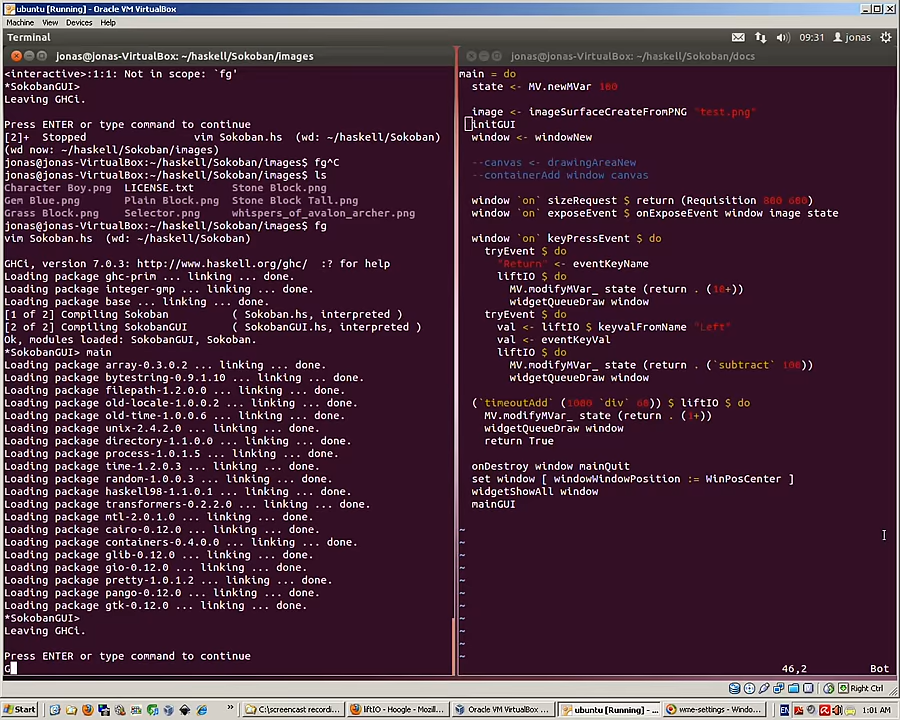 ubuntu [Running] - Oracle VM VirtualBox
Machine View Devices Help
Terminal
09:31 jonas
jonas@jonas-VirtualBox: ~/haskell/Sokoban/images
<interactive>:1:1: Not in scope: `fg'
*SokobanGUI>
Leaving GHCi.
Press ENTER or type command to continue
[2]+  Stopped                 vim Sokoban.hs  (wd: ~/haskell/Sokoban)
(wd now: ~/haskell/Sokoban/images)
jonas@jonas-VirtualBox:~/haskell/Sokoban/images$ fg^C
jonas@jonas-VirtualBox:~/haskell/Sokoban/images$ ls
Character Boy.png  LICENSE.txt      Stone Block.png
Gem Blue.png       Plain Block.png  Stone Block Tall.png
Grass Block.png    Selector.png     whispers_of_avalon_archer.png
jonas@jonas-VirtualBox:~/haskell/Sokoban/images$ fg
vim Sokoban.hs  (wd: ~/haskell/Sokoban)
GHCi, version 7.0.3: http://www.haskell.org/ghc/  :? for help
Loading package ghc-prim ... linking ... done.
Loading package integer-gmp ... linking ... done.
Loading package base ... linking ... done.
[1 of 2] Compiling Sokoban          ( Sokoban.hs, interpreted )
[2 of 2] Compiling SokobanGUI       ( SokobanGUI.hs, interpreted )
Ok, modules loaded: SokobanGUI, Sokoban.
*SokobanGUI> main
Loading package array-0.3.0.2 ... linking ... done.
Loading package bytestring-0.9.1.10 ... linking ... done.
Loading package filepath-1.2.0.0 ... linking ... done.
Loading package old-locale-1.0.0.2 ... linking ... done.
Loading package old-time-1.0.0.6 ... linking ... done.
Loading package unix-2.4.2.0 ... linking ... done.
Loading package directory-1.1.0.0 ... linking ... done.
Loading package process-1.0.1.5 ... linking ... done.
Loading package time-1.2.0.3 ... linking ... done.
Loading package random-1.0.0.3 ... linking ... done.
Loading package haskell98-1.1.0.1 ... linking ... done.
Loading package transformers-0.2.2.0 ... linking ... done.
Loading package mtl-2.0.1.0 ... linking ... done.
Loading package cairo-0.12.0 ... linking ... done.
Loading package containers-0.4.0.0 ... linking ... done.
Loading package glib-0.12.0 ... linking ... done.
Loading package gio-0.12.0 ... linking ... done.
Loading package pretty-1.0.1.2 ... linking ... done.
Loading package pango-0.12.0 ... linking ... done.
Loading package gtk-0.12.0 ... linking ... done.
*SokobanGUI>
Leaving GHCi.
Press ENTER or type command to continue
G
jonas@jonas-VirtualBox: ~/haskell/Sokoban/docs
main = do
  state <- MV.newMVar 100
  image <- imageSurfaceCreateFromPNG "test.png"
  initGUI
  window <- windowNew
  --canvas <- drawingAreaNew
  --containerAdd window canvas
  window `on` sizeRequest $ return (Requisition 800 600)
  window `on` exposeEvent $ onExposeEvent window image state
  window `on` keyPressEvent $ do
    tryEvent $ do
      "Return" <- eventKeyName
      liftIO $ do
        MV.modifyMVar_ state (return . (10+))
        widgetQueueDraw window
    tryEvent $ do
      val <- liftIO $ keyvalFromName "Left"
      val <- eventKeyVal
      liftIO $ do
        MV.modifyMVar_ state (return . (`subtract` 100))
        widgetQueueDraw window
  (`timeoutAdd` (1000 `div` 60)) $ liftIO $ do
    MV.modifyMVar_ state (return . (1+))
    widgetQueueDraw window
    return True
  onDestroy window mainQuit
  set window [ windowWindowPosition := WinPosCenter ]
  widgetShowAll window
  mainGUI
~
~
~
~
~
~
~
~
~
~
~
46,2 Bot
Right Ctrl
Start
C:\screencast recordi...
liftIO - Hoogle - Mozill...
Oracle VM VirtualBox ...
ubuntu [Running] - ...
wme-settings - Window...
EN
1:01 AM